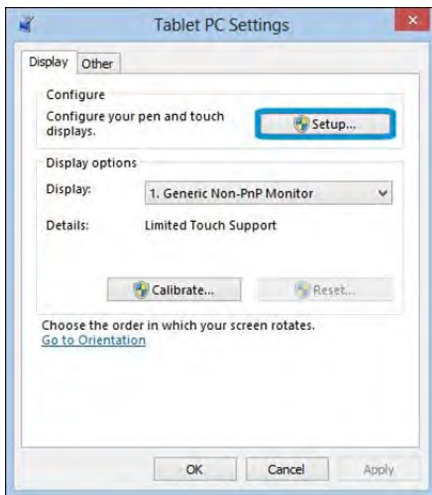 Tablet PC Settings
Display Other
Configure
Configure your pen and touch
displays.
Setup...
Display options
Display: 1. Generic Non-PnP Monitor
Details: Limited Touch Support
Calibrate... Reset...
Choose the order in which your screen rotates.
Go to Orientation
OK Cancel Apply